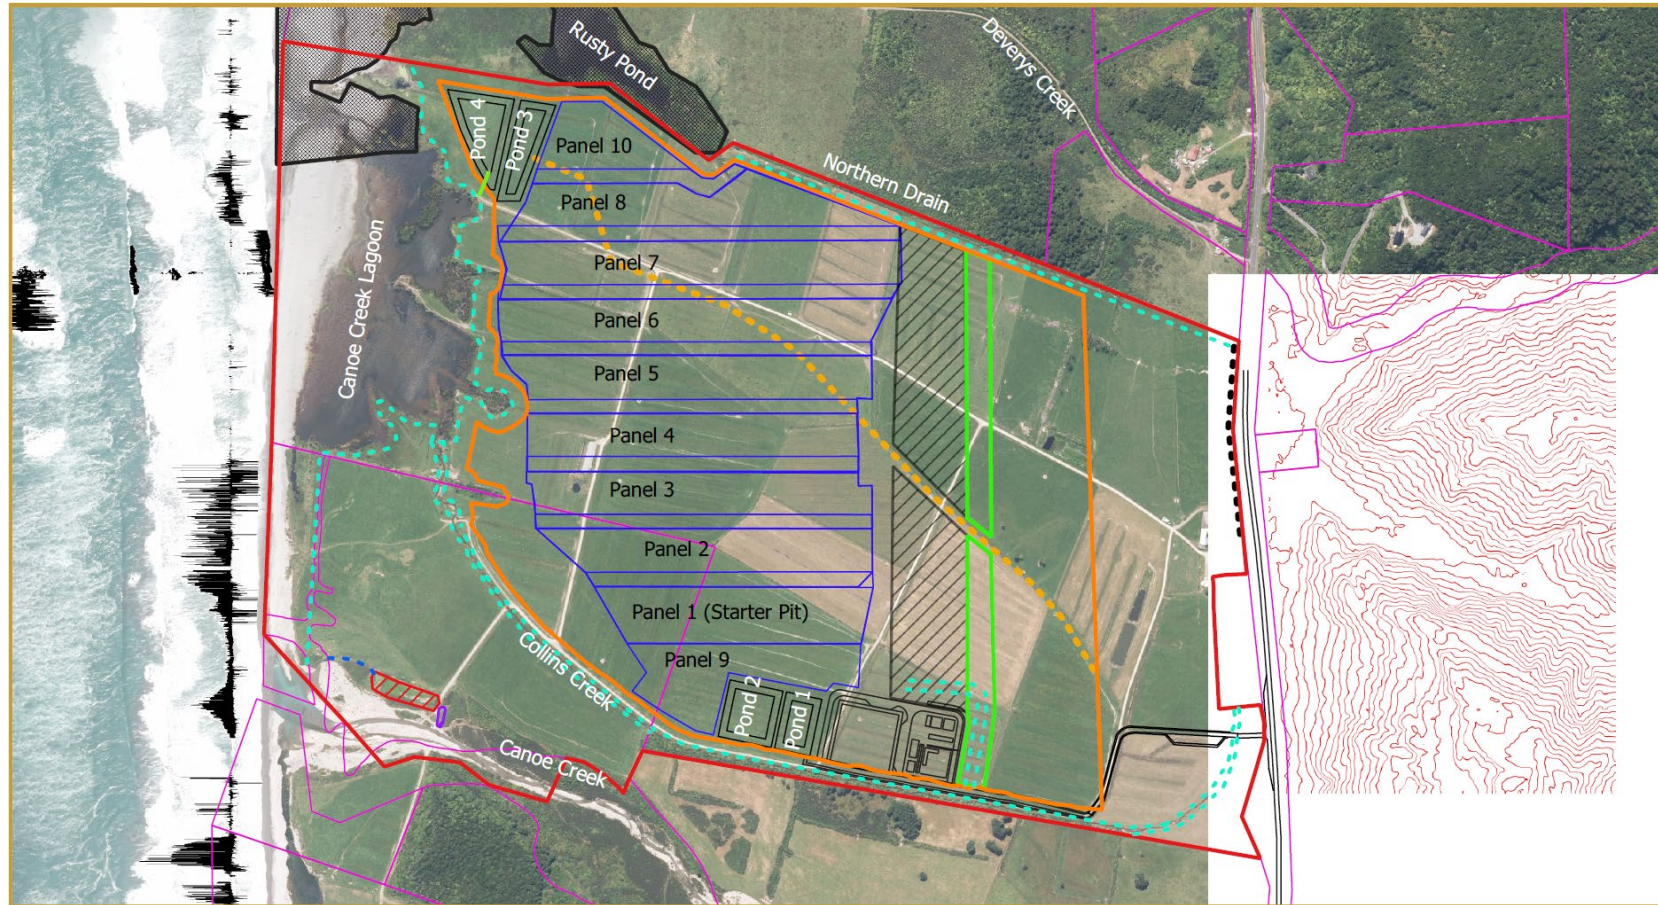 Rusty Pond
Deverys Creek
Pond 4
Pond 3
Panel 10
Northern Drain
Panel 8
Canoe Creek Lagoon
Panel 7
Panel 6
Panel 5
Panel 4
Panel 3
Panel 2
Panel 1 (Starter Pit)
Panel 9
Collins Creek
Pond 2
Pond 1
Canoe Creek